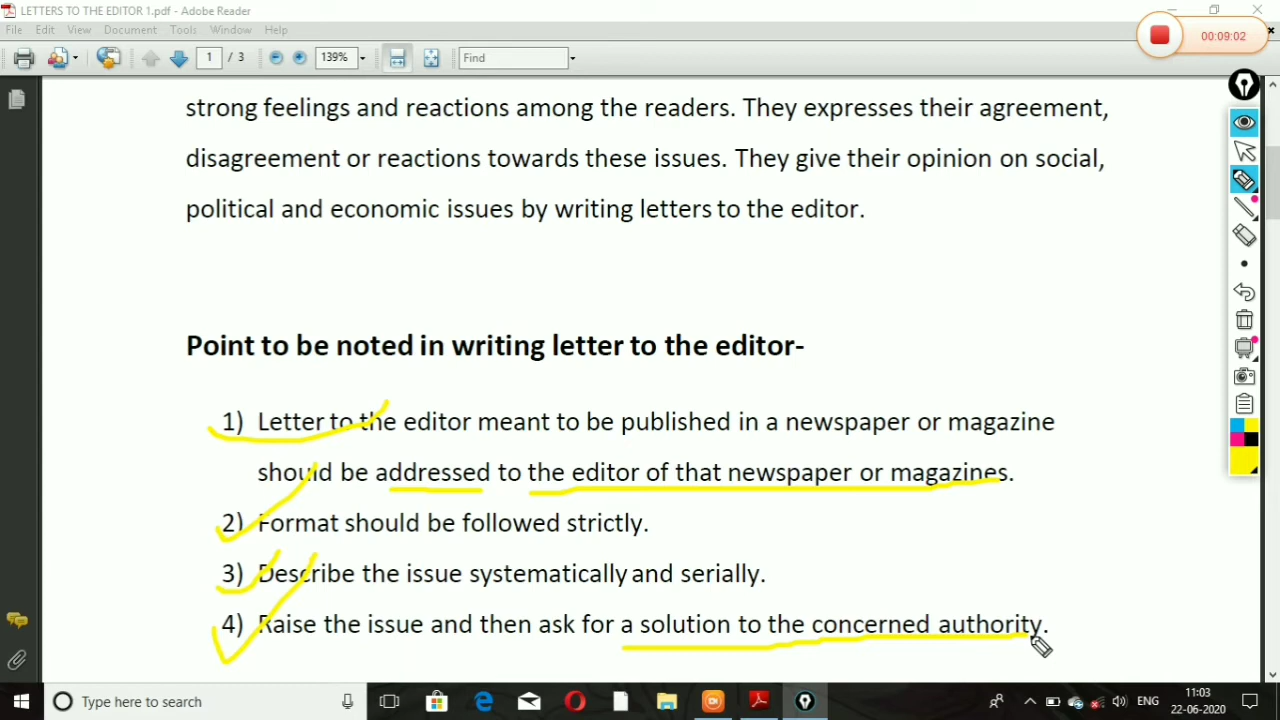 LETTERS TO THE EDITOR 1.pdf - Adobe Reader
File Edit View Document Tools Window Help
00:09:02
1 / 3 139% Find
strong feelings and reactions among the readers. They expresses their agreement,
disagreement or reactions towards these issues. They give their opinion on social,
political and economic issues by writing letters to the editor.
Point to be noted in writing letter to the editor-
1) Letter to the editor meant to be published in a newspaper or magazine
should be addressed to the editor of that newspaper or magazines.
2) Format should be followed strictly.
3) Describe the issue systematically and serially.
4) Raise the issue and then ask for a solution to the concerned authority.
Type here to search
ENG
11:03
22-06-2020